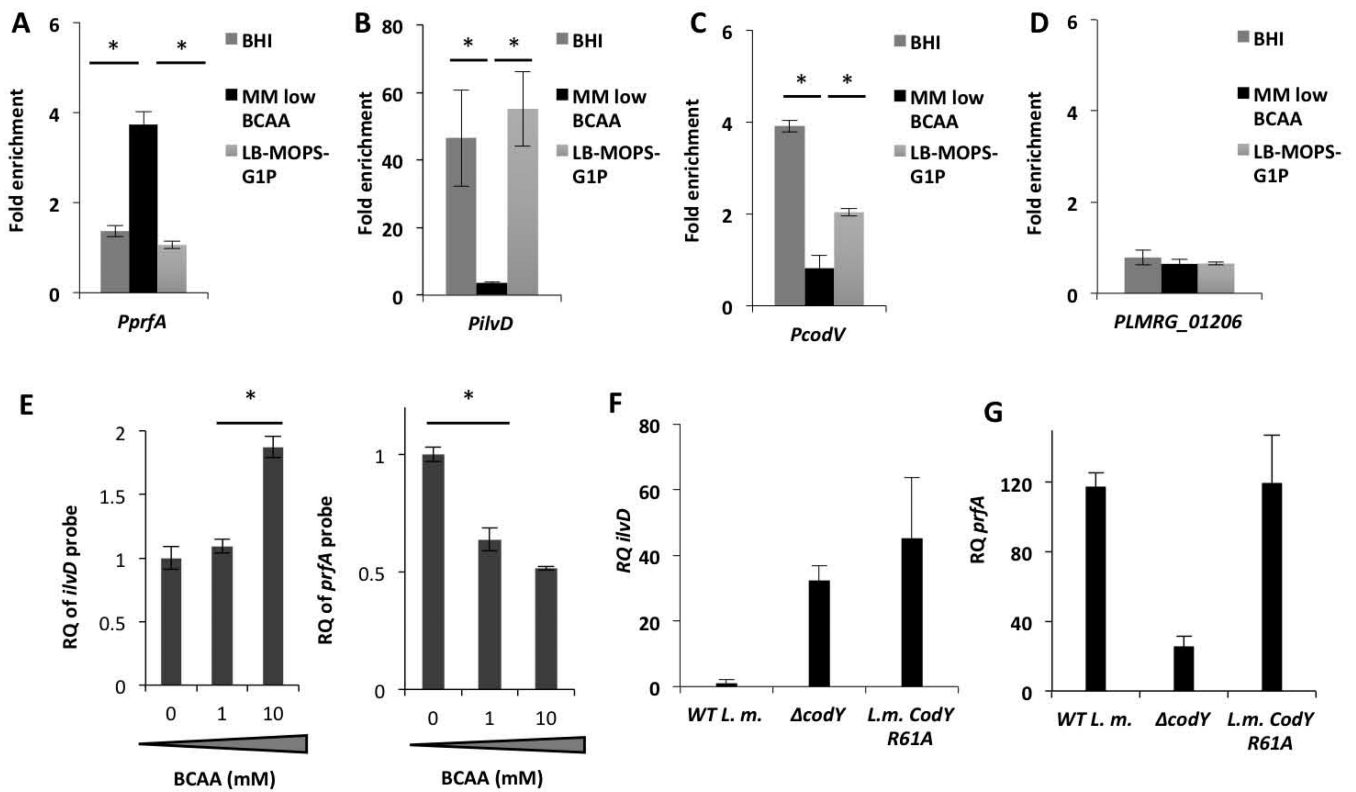 A
6
4
2
0
Fold enrichment
*
*
PprfA
BHI
MM low
BCAA
LB-MOPS-
G1P
B
80
60
40
20
0
Fold enrichment
*
*
PilvD
BHI
MM low
BCAA
LB-MOPS-
G1P
C
6
4
2
0
Fold enrichment
*
*
PcodV
BHI
MM low
BCAA
LB-MOPS-
G1P
D
6
4
2
0
Fold enrichment
PLMRG_01206
BHI
MM low
BCAA
LB-MOPS-
G1P
E
2
1.5
1
0.5
0
RQ of ilvD probe
*
0 1 10
BCAA (mM)
1
0.5
0
RQ of prfA probe
*
0 1 10
BCAA (mM)
F
80
60
40
20
0
RQ ilvD
WT L. m. ΔcodY L.m. CodY
R61A
G
120
80
40
0
RQ prfA
WT L. m. ΔcodY L.m. CodY
R61A